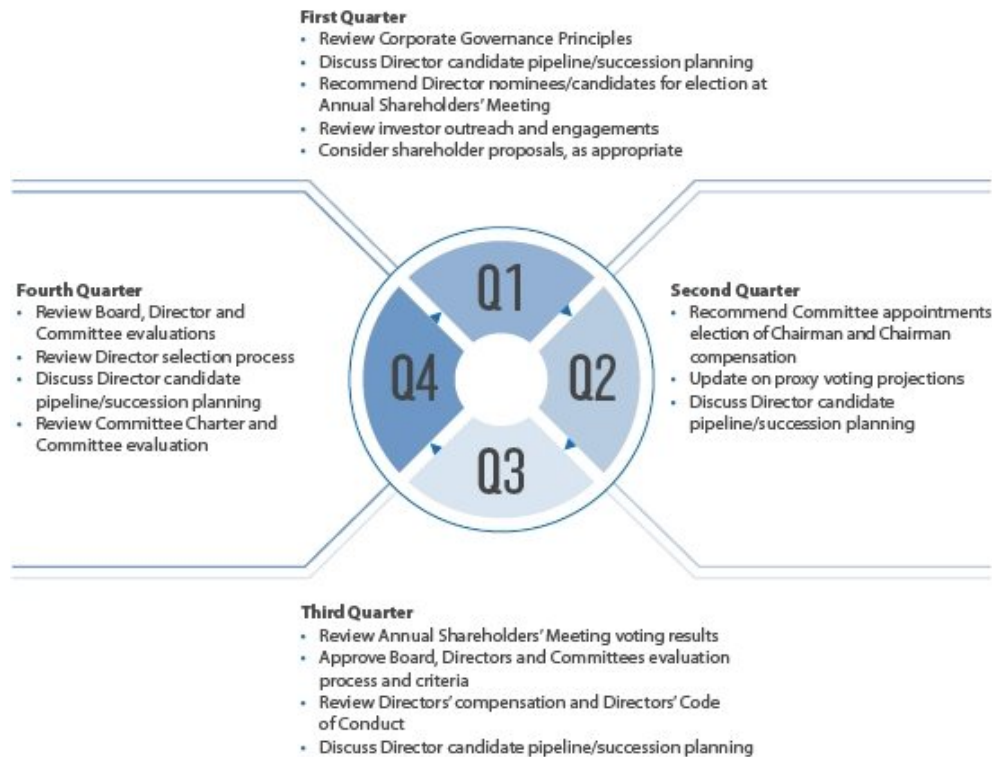 First Quarter
• Review Corporate Governance Principles
• Discuss Director candidate pipeline/succession planning
• Recommend Director nominees/candidates for election at
Annual Shareholders' Meeting
• Review investor outreach and engagements
• Consider shareholder proposals, as appropriate
Fourth Quarter
• Review Board, Director and
Committee evaluations
• Review Director selection process
• Discuss Director candidate
pipeline/succession planning
• Review Committee Charter and
Committee evaluation
Q1
Q4
Q2
Q3
Second Quarter
• Recommend Committee appointments
election of Chairman and Chairman
compensation
• Update on proxy voting projections
• Discuss Director candidate
pipeline/succession planning
Third Quarter
• Review Annual Shareholders' Meeting voting results
• Approve Board, Directors and Committees evaluation
process and criteria
• Review Directors' compensation and Directors' Code
of Conduct
• Discuss Director candidate pipeline/succession planning